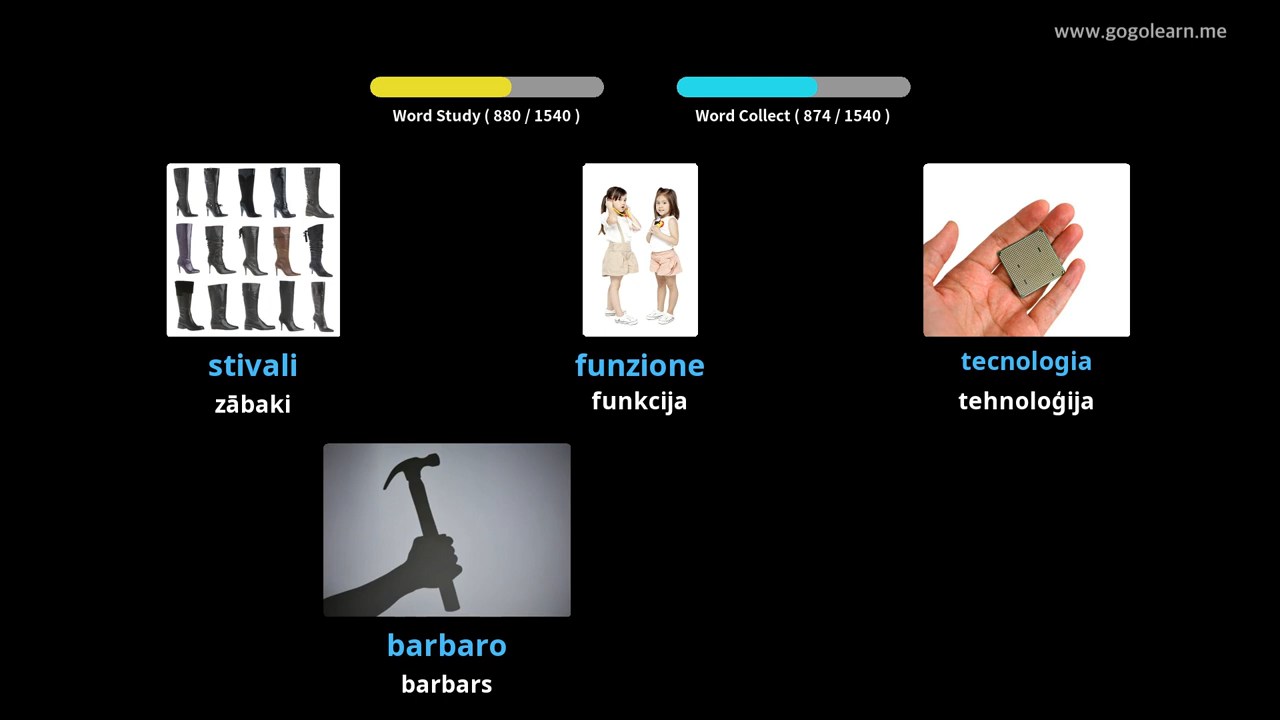 www.gogolearn.me
Word Study ( 880 / 1540 )
Word Collect ( 874 / 1540 )
stivali
zābaki
funzione
funkcija
tecnologia
tehnoloģija
barbaro
barbars